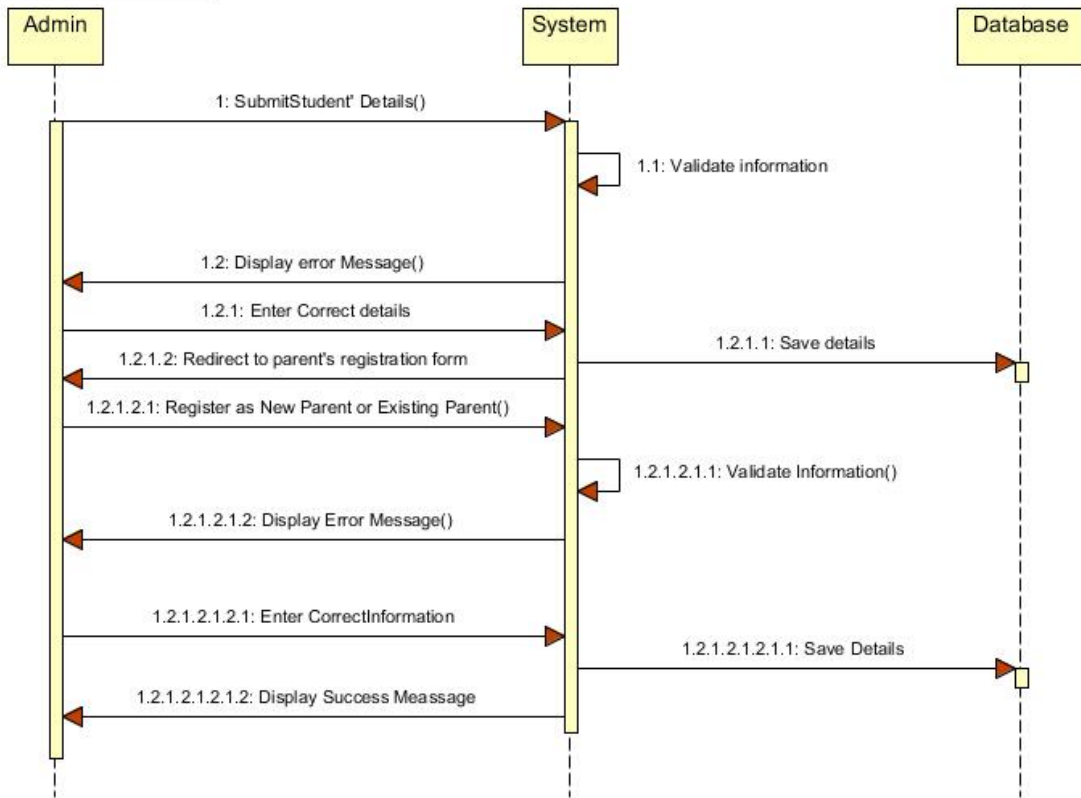 Admin
System
Database
1: SubmitStudent' Details()
1.1: Validate information
1.2: Display error Message()
1.2.1: Enter Correct details
1.2.1.1: Save details
1.2.1.2: Redirect to parent's registration form
1.2.1.2.1: Register as New Parent or Existing Parent()
1.2.1.2.1.1: Validate Information()
1.2.1.2.1.2: Display Error Message()
1.2.1.2.1.2.1: Enter CorrectInformation
1.2.1.2.1.2.1.1: Save Details
1.2.1.2.1.2.1.2: Display Success Meassage